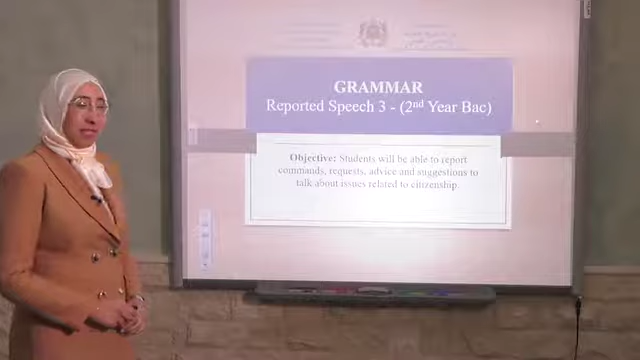 GRAMMAR
Reported Speech 3 - (2nd Year Bac)
Objective: Students will be able to report
commands, requests, advice and suggestions to
talk about issues related to citizenship.